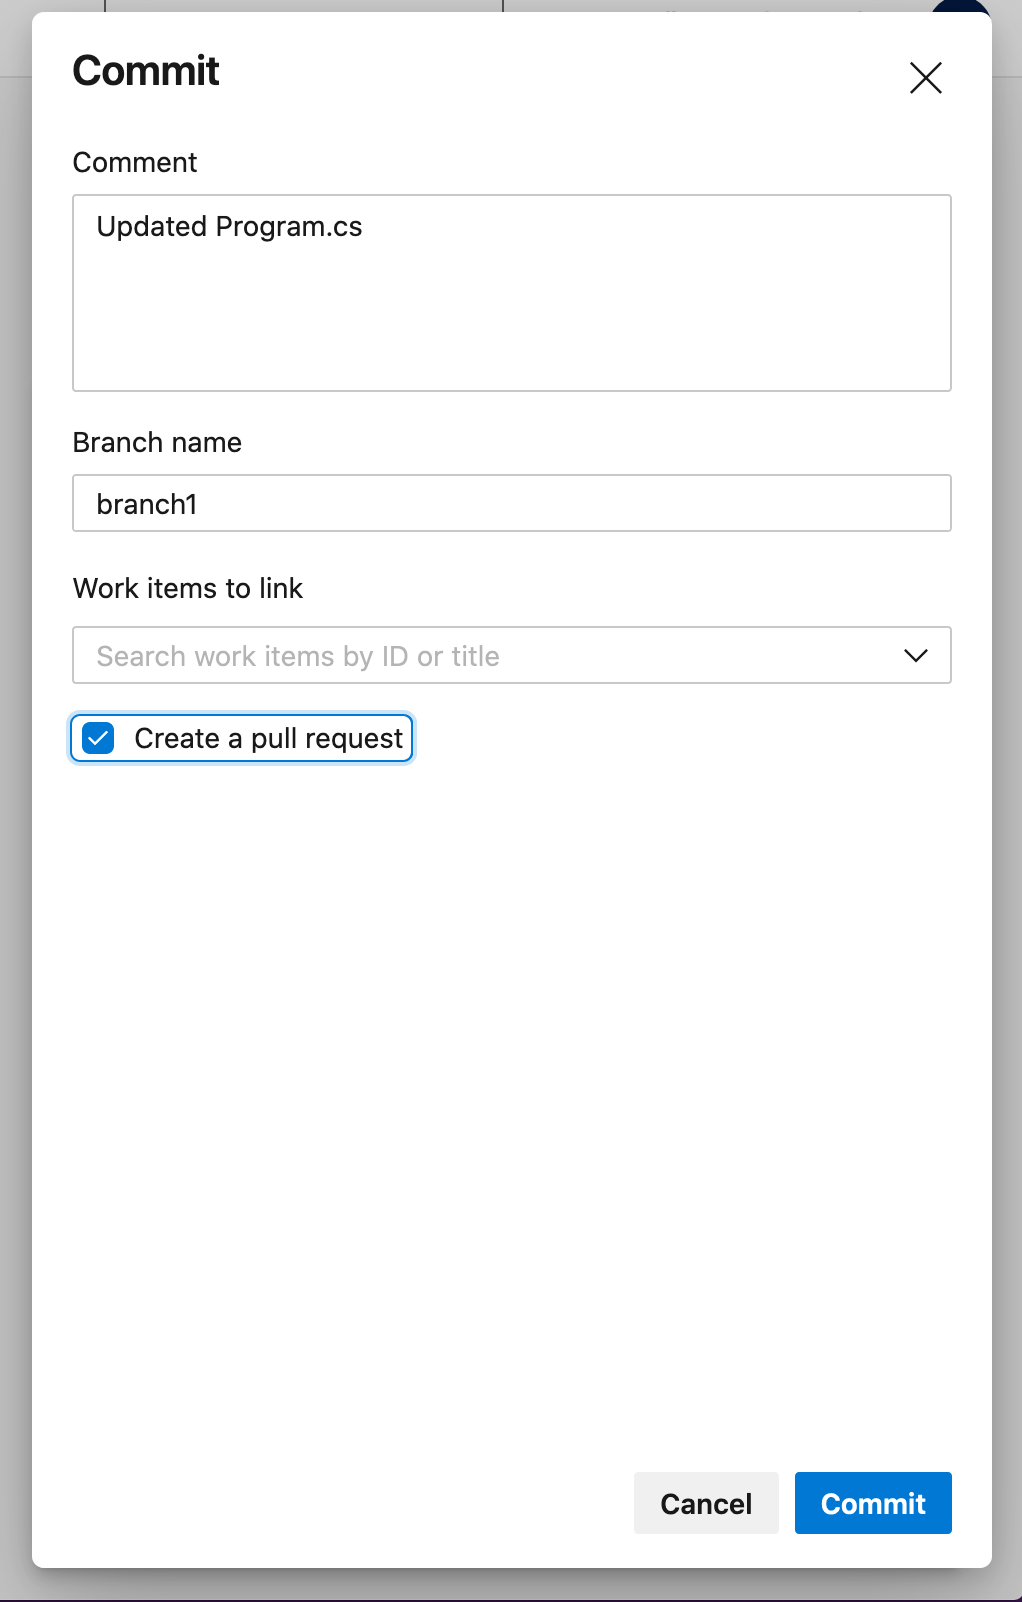 Commit
Comment
Updated Program.cs
Branch name
branch1
Work items to link
Search work items by ID or title
Create a pull request
Cancel
Commit